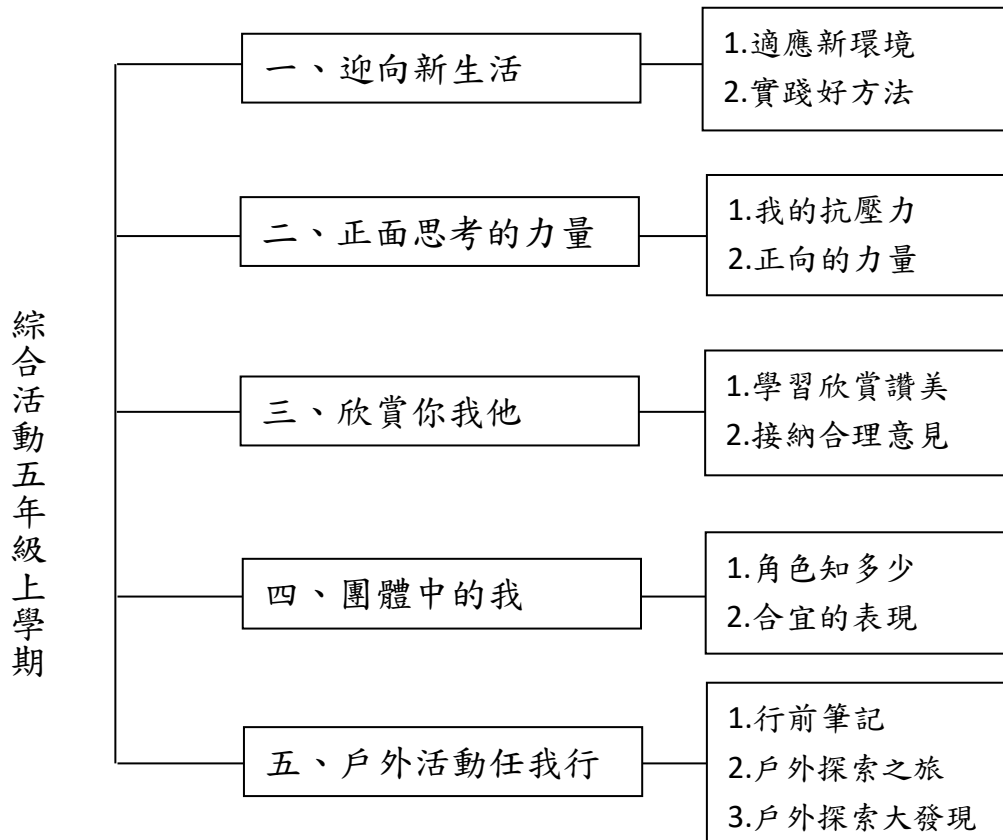 綜合活動五年級上學期
一、迎向新生活
1.適應新環境
2.實踐好方法
二、正面思考的力量
1.我的抗壓力
2.正向的力量
三、欣賞你我他
1.學習欣賞讚美
2.接納合理意見
四、團體中的我
1.角色知多少
2.合宜的表現
五、戶外活動任我行
1.行前筆記
2.戶外探索之旅
3.戶外探索大發現